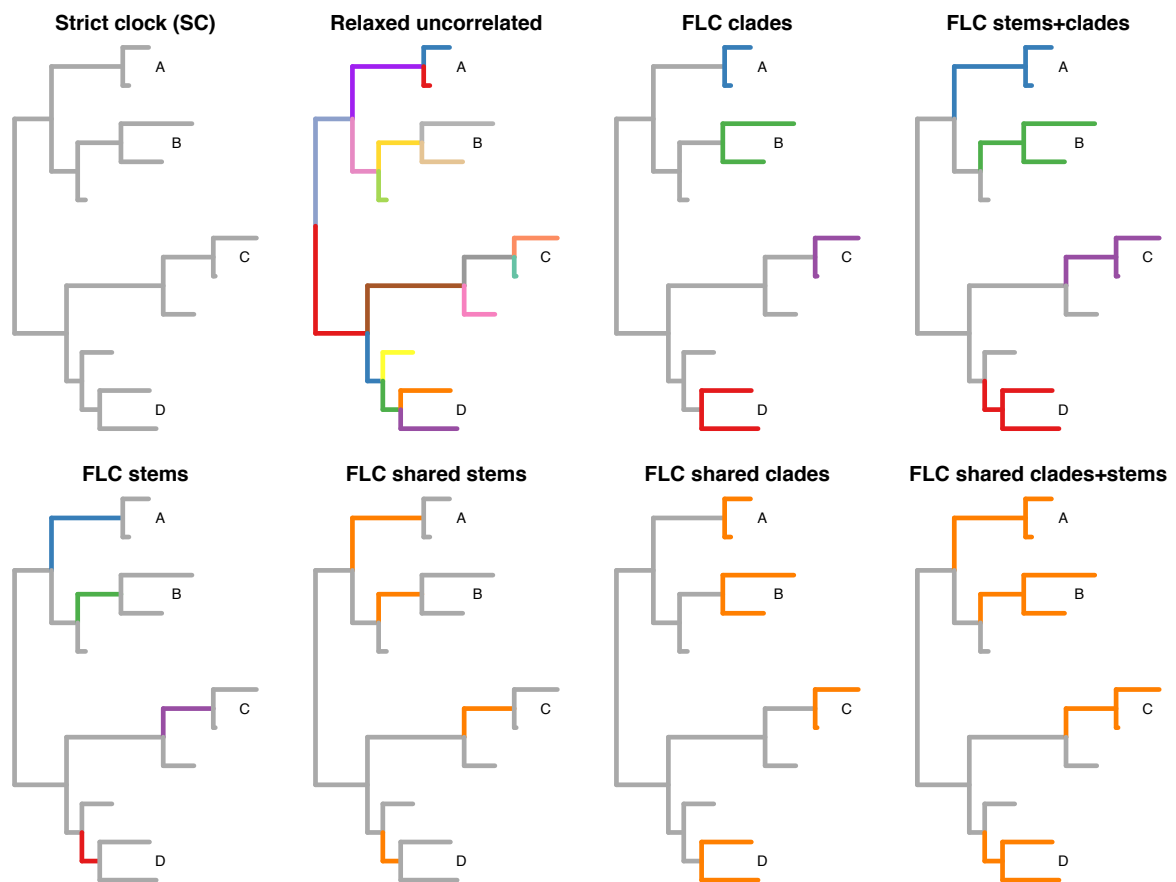 Strict clock (SC)
Relaxed uncorrelated
FLC clades
FLC stems+clades
A
A
A
A
B
B
B
B
C
C
C
C
D
D
D
D
FLC stems
FLC shared stems
FLC shared clades
FLC shared clades+stems
A
A
A
A
B
B
B
B
C
C
C
C
D
D
D
D